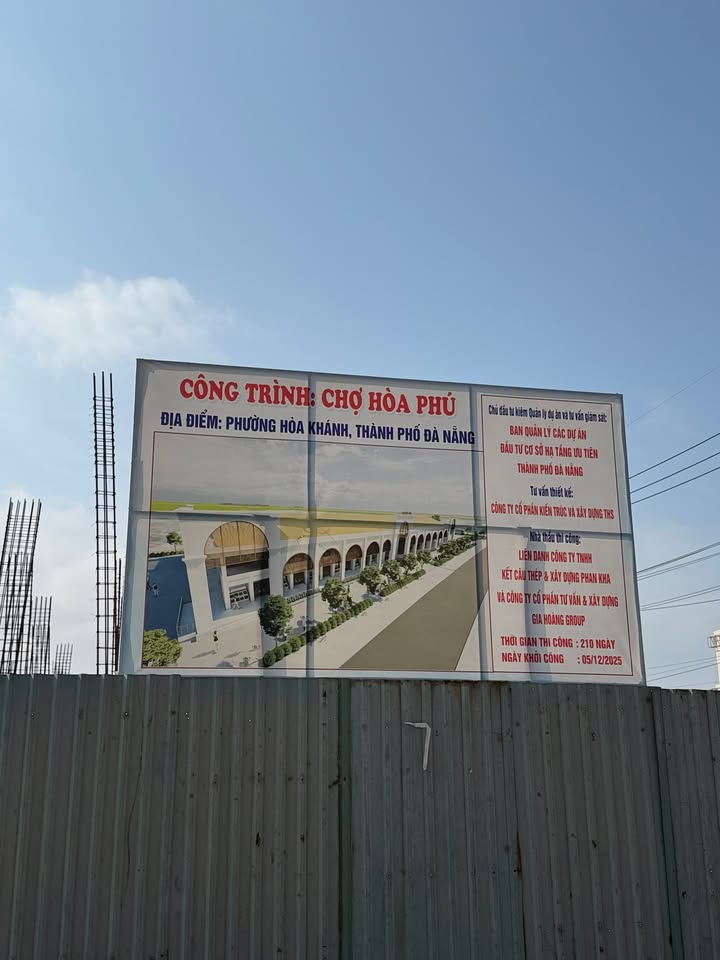 CÔNG TRÌNH: CHỢ HÒA PHÚ
ĐỊA ĐIỂM: PHƯỜNG HÒA KHÁNH, THÀNH PHỐ ĐÀ NẴNG
Chủ đầu tư kiêm Quản lý dự án và tư vấn giám sát:
BAN QUẢN LÝ CÁC DỰ ÁN
ĐẦU TƯ CƠ SỞ HẠ TẦNG ƯU TIÊN
THÀNH PHỐ ĐÀ NẴNG
Tư vấn thiết kế:
CÔNG TY CỔ PHẦN KIẾN TRÚC VÀ XÂY DỰNG THS
Nhà thầu thi công:
LIÊN DANH CÔNG TY TNHH
KẾT CẤU THÉP & XÂY DỰNG PHAN KHA
VÀ CÔNG TY CỔ PHẦN TƯ VẤN & XÂY DỰNG
GIA HOÀNG GROUP
THỜI GIAN THI CÔNG : 210 NGÀY
NGÀY KHỞI CÔNG : 05/12/2025